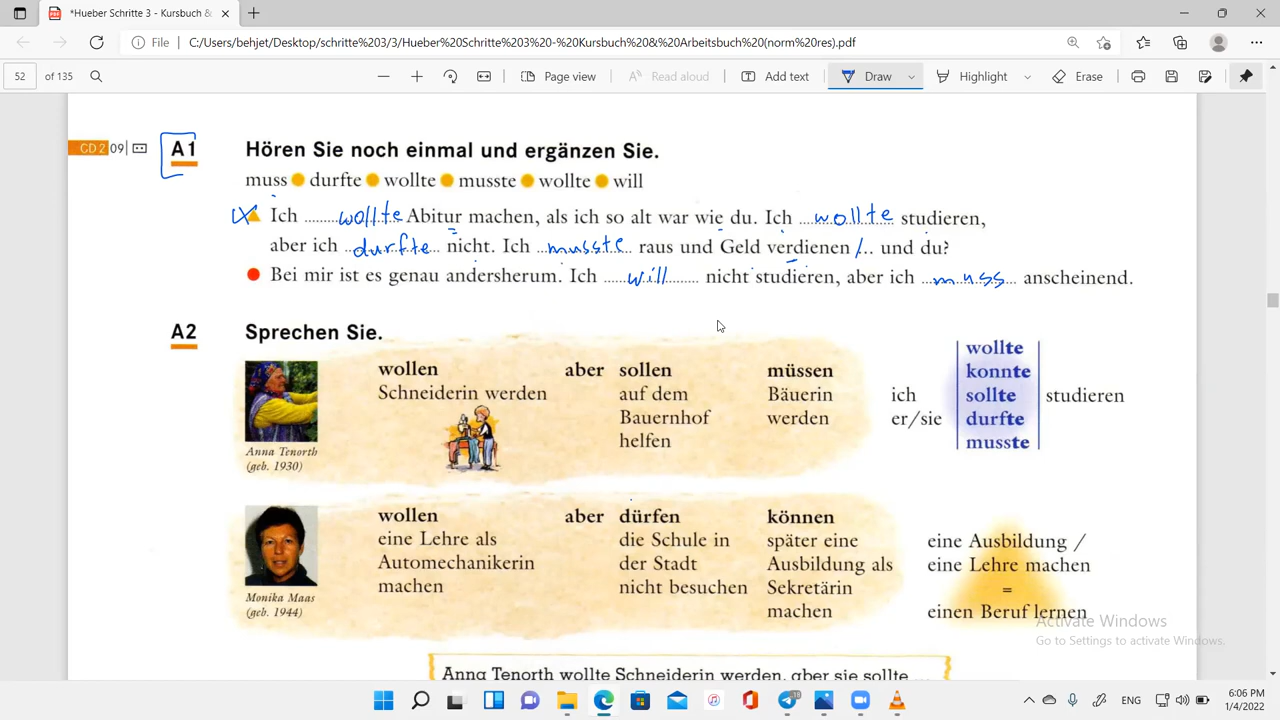 *Hueber Schritte 3 - Kursbuch &
File
C:/Users/behjet/Desktop/schritte%203/3/Hueber%20Schritte%203%20-%20Kursbuch%20&%20Arbeitsbuch%20(norm%20res).pdf
52 of 135
Page view
Read aloud
Add text
Draw
Highlight
Erase
CD 2 09
A1 Hören Sie noch einmal und ergänzen Sie.
muss durfte wollte musste wollte will
Ich ........wollte Abitur machen, als ich so alt war wie du. Ich ..wollte.. studieren,
aber ich ..durfte.. nicht. Ich ..musste.. raus und Geld verdienen /... und du?
Bei mir ist es genau andersherum. Ich ......will........ nicht studieren, aber ich ..muss... anscheinend.
A2 Sprechen Sie.
wollen aber sollen müssen
Schneiderin werden auf dem Bäuerin
Bauernhof werden
helfen
Anna Tenorth
(geb. 1930)
wollte
konnte
ich sollte studieren
er/sie durfte
musste
wollen aber dürfen können
eine Lehre als die Schule in später eine
Automechanikerin der Stadt Ausbildung als
machen nicht besuchen Sekretärin
machen
Monika Maas
(geb. 1944)
eine Ausbildung /
eine Lehre machen
=
einen Beruf lernen
Activate Windows
Go to Settings to activate Windows.
Anna Tenorth wollte Schneiderin werden, aber sie sollte ...
ENG
6:06 PM
1/4/2022